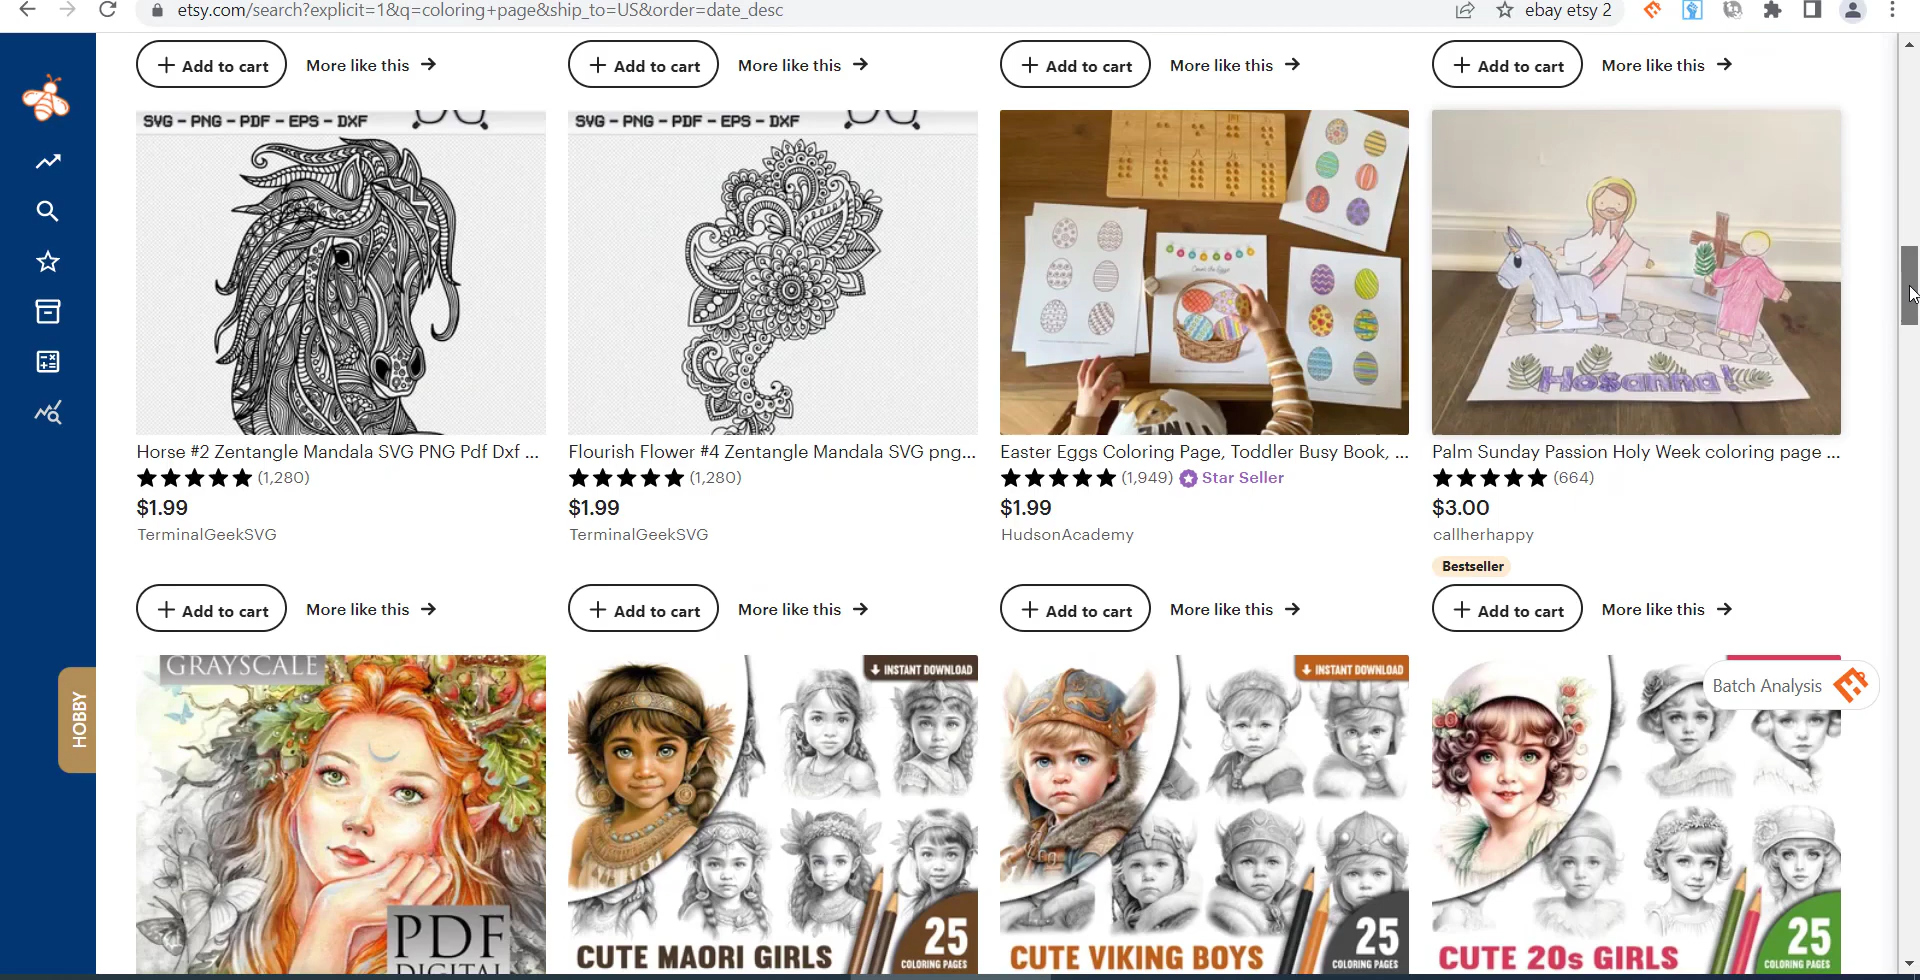 etsy.com/search?explicit=1&q=coloring+page&ship_to=US&order=date_desc
ebay etsy 2
+ Add to cart More like this →
+ Add to cart More like this →
+ Add to cart More like this →
+ Add to cart More like this →
SVG – PNG – PDF – EPS – DXF
SVG – PNG – PDF – EPS – DXF
Hosanna!
Horse #2 Zentangle Mandala SVG PNG Pdf Dxf ...
(1,280)
$1.99
TerminalGeekSVG
Flourish Flower #4 Zentangle Mandala SVG png...
(1,280)
$1.99
TerminalGeekSVG
Easter Eggs Coloring Page, Toddler Busy Book, ...
(1,949) Star Seller
$1.99
HudsonAcademy
Palm Sunday Passion Holy Week coloring page ...
(664)
$3.00
callherhappy
Bestseller
+ Add to cart More like this →
+ Add to cart More like this →
+ Add to cart More like this →
+ Add to cart More like this →
HOBBY
GRAYSCALE
PDF
DIGITAL
INSTANT DOWNLOAD
CUTE MAORI GIRLS
25
COLORING PAGES
INSTANT DOWNLOAD
CUTE VIKING BOYS
25
COLORING PAGES
Batch Analysis
CUTE 20s GIRLS
25
COLORING PAGES